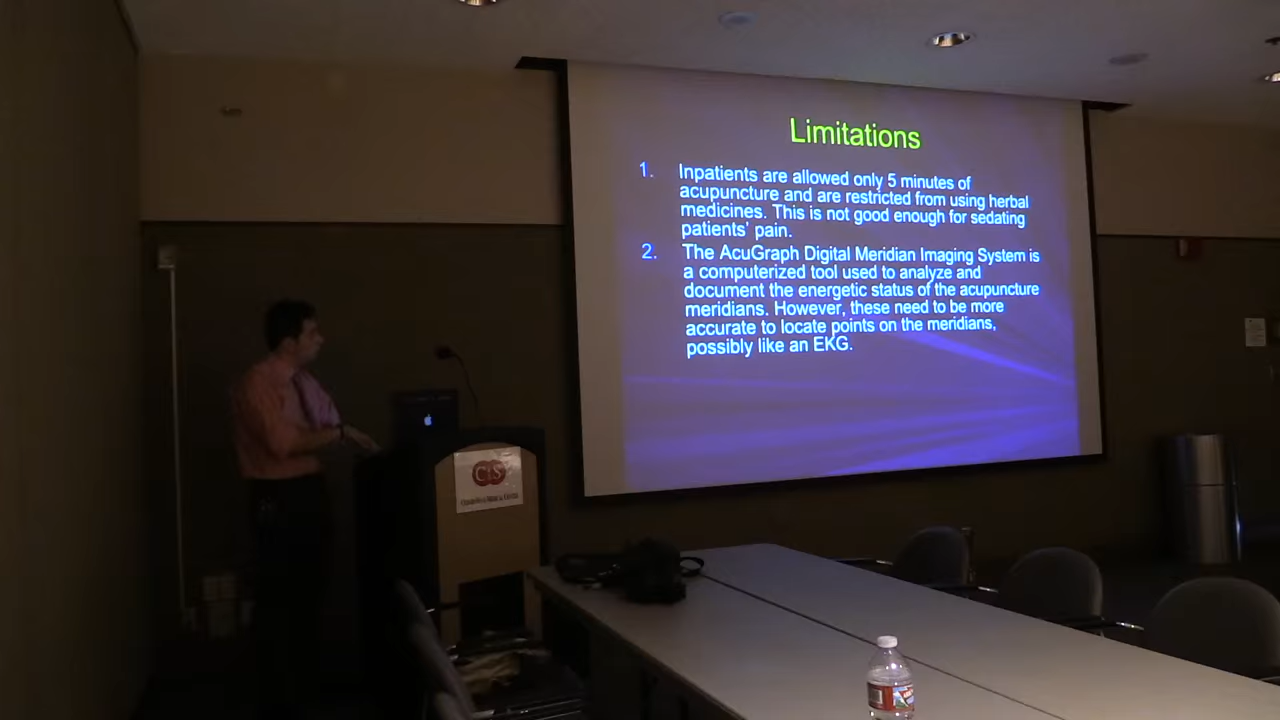 Limitations
1. Inpatients are allowed only 5 minutes of
acupuncture and are restricted from using herbal
medicines. This is not good enough for sedating
patients' pain.
2. The AcuGraph Digital Meridian Imaging System is
a computerized tool used to analyze and
document the energetic status of the acupuncture
meridians. However, these need to be more
accurate to locate points on the meridians,
possibly like an EKG.